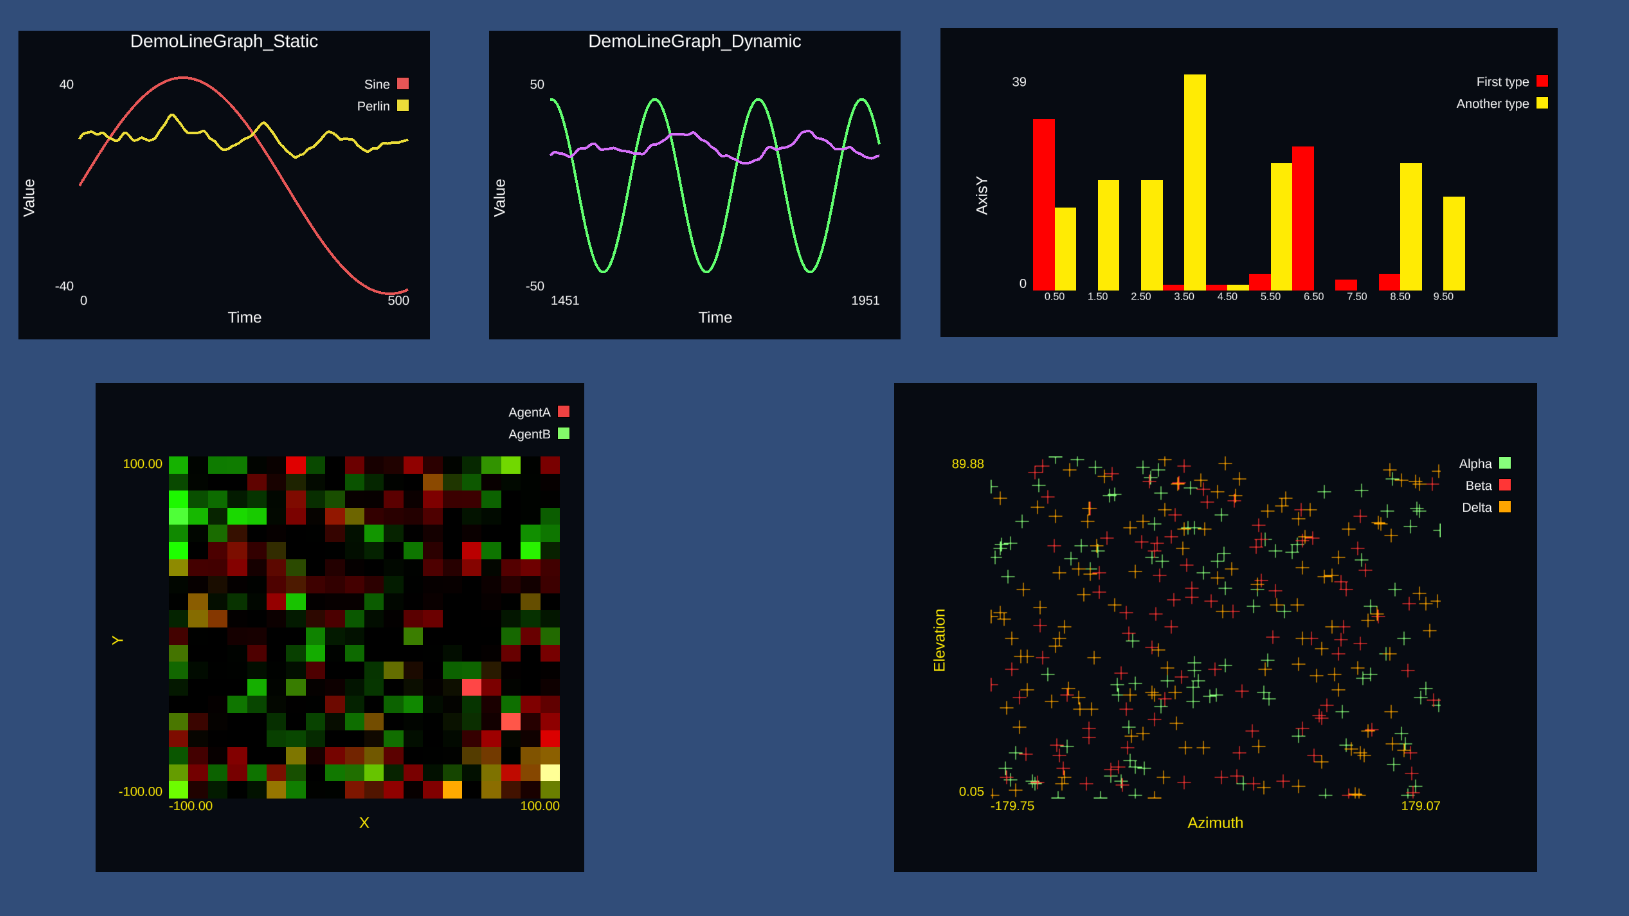 DemoLineGraph_Static
40
Sine
Perlin
Value
-40
0
500
Time
DemoLineGraph_Dynamic
50
Value
-50
1451
1951
Time
39
First type
Another type
AxisY
0
0.50 1.50 2.50 3.50 4.50 5.50 6.50 7.50 8.50 9.50
AgentA
AgentB
100.00
Y
-100.00
-100.00
100.00
X
89.88
Alpha
Beta
Delta
Elevation
0.05
-179.75
179.07
Azimuth